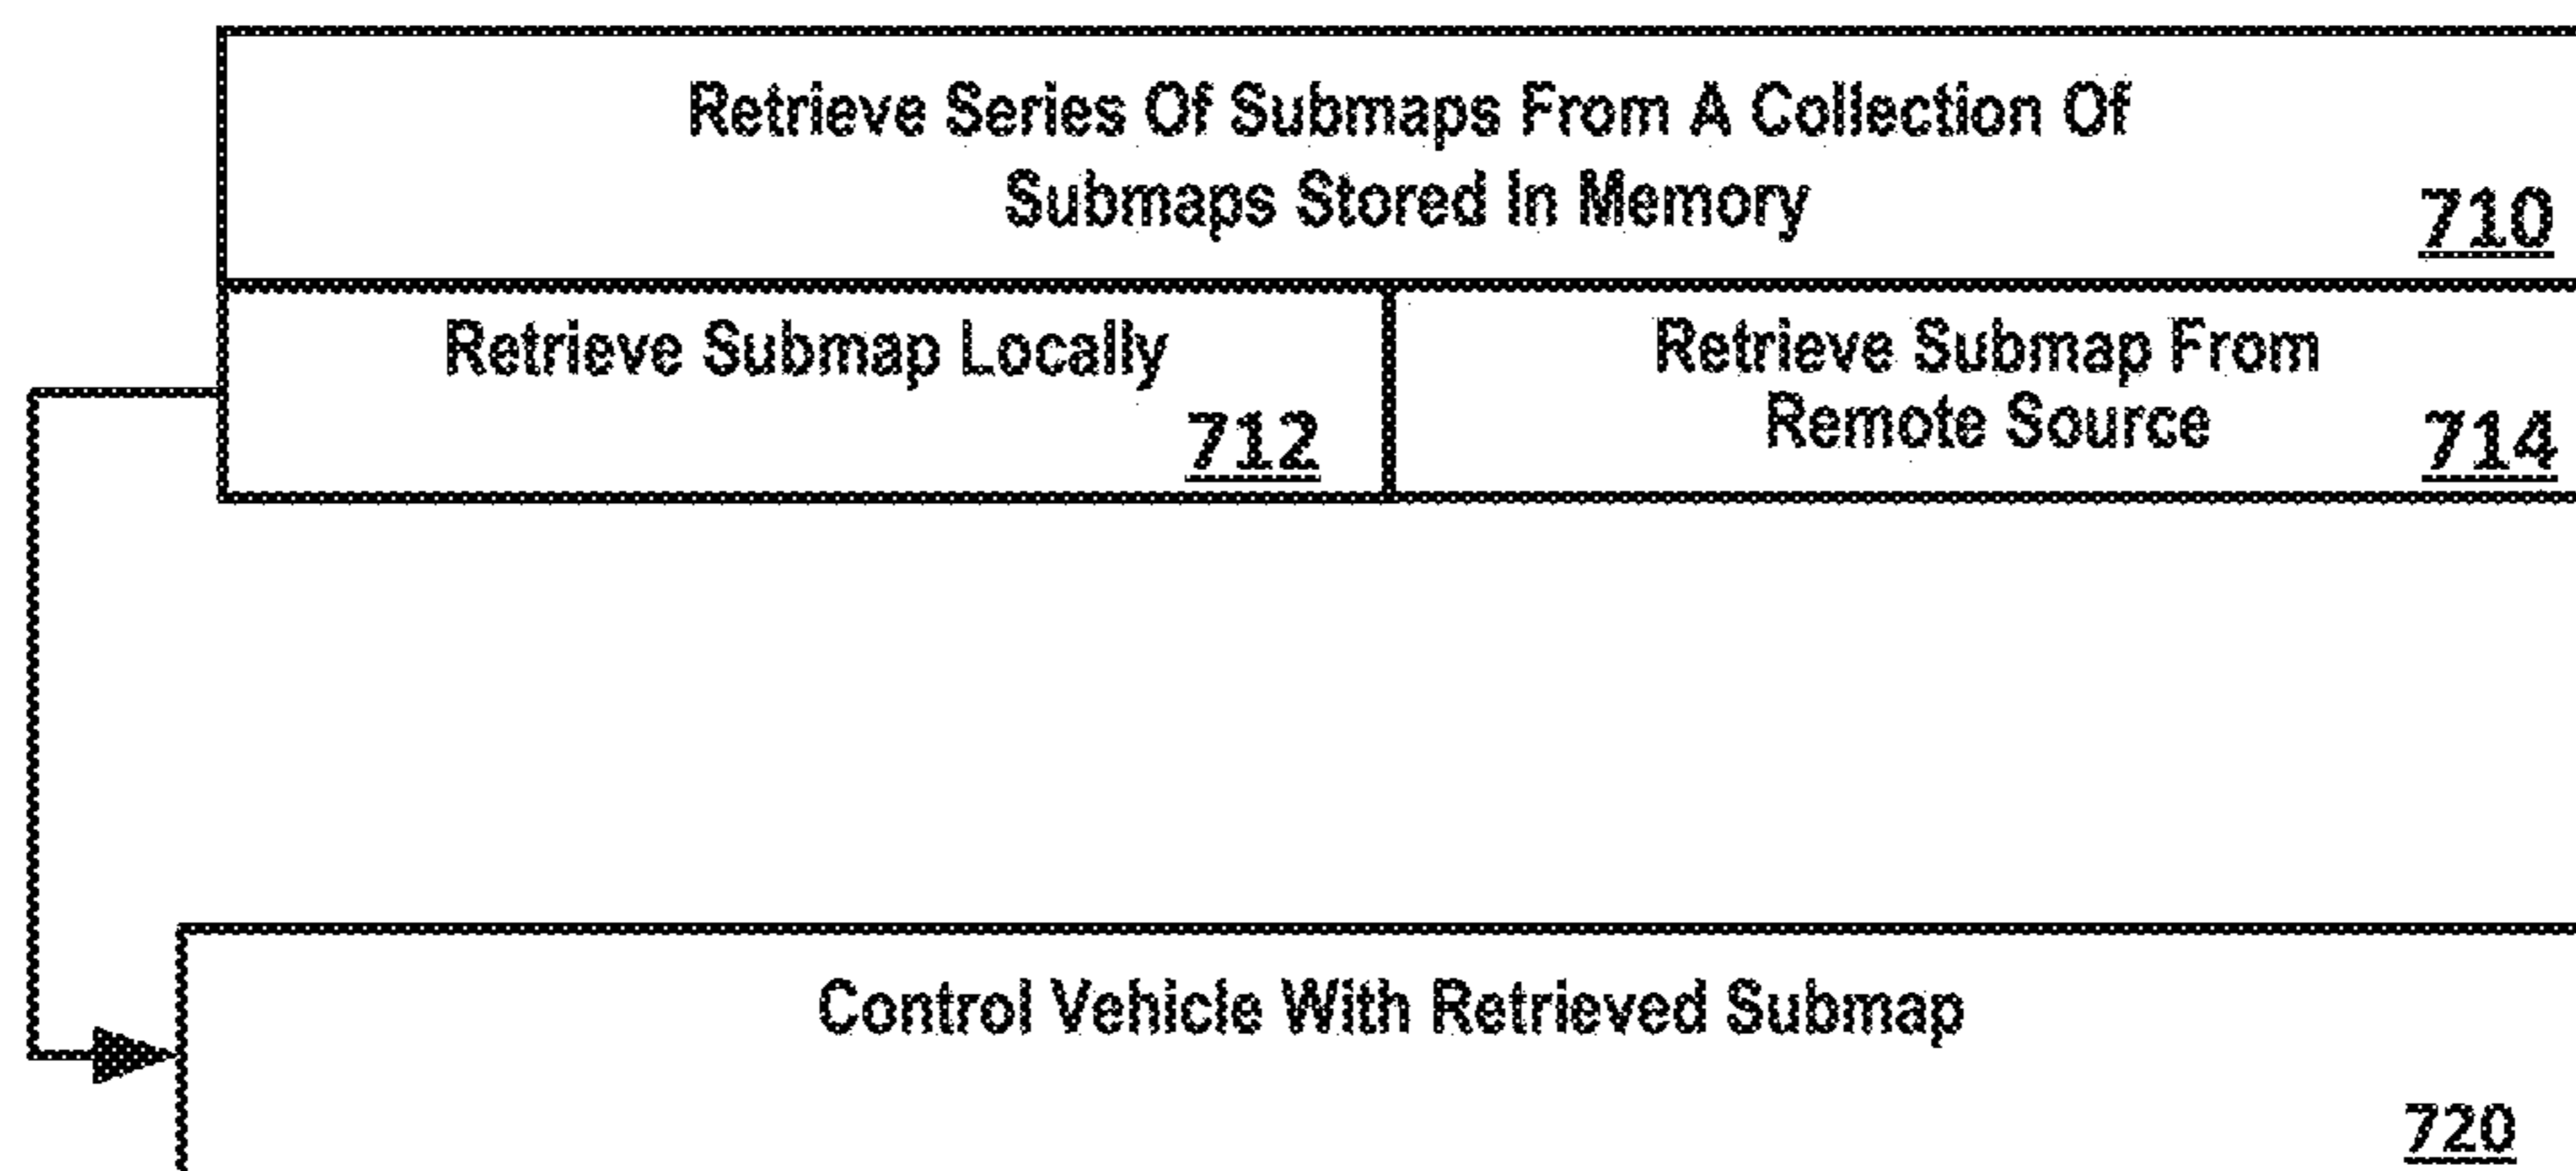 Retrieve Series Of Submaps From A Collection Of
Submaps Stored In Memory
710
Retrieve Submap Locally
712
Retrieve Submap From
Remote Source
714
Control Vehicle With Retrieved Submap
720